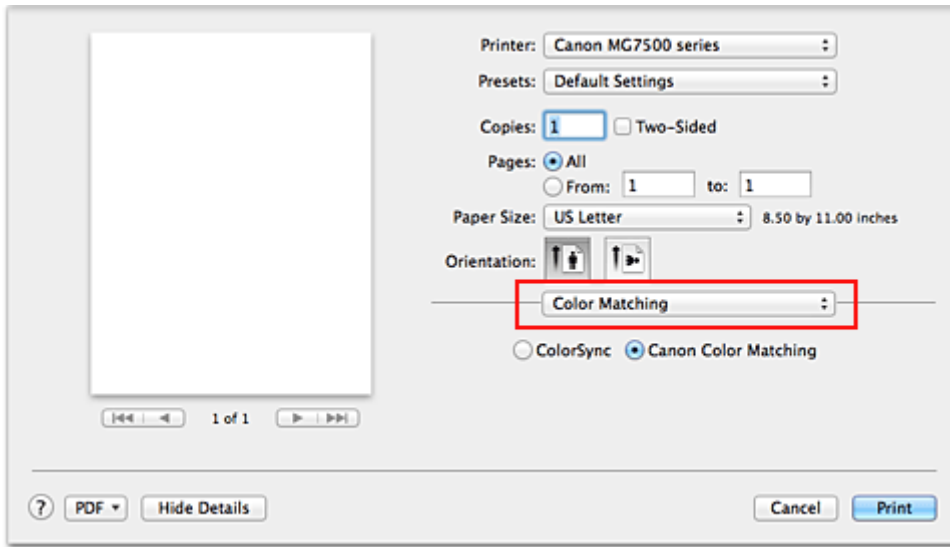 Printer: Canon MG7500 series
Presets: Default Settings
Copies: 1 Two-Sided
Pages: All
From: 1 to: 1
Paper Size: US Letter 8.50 by 11.00 inches
Orientation:
Color Matching
ColorSync Canon Color Matching
1 of 1
? PDF Hide Details Cancel Print